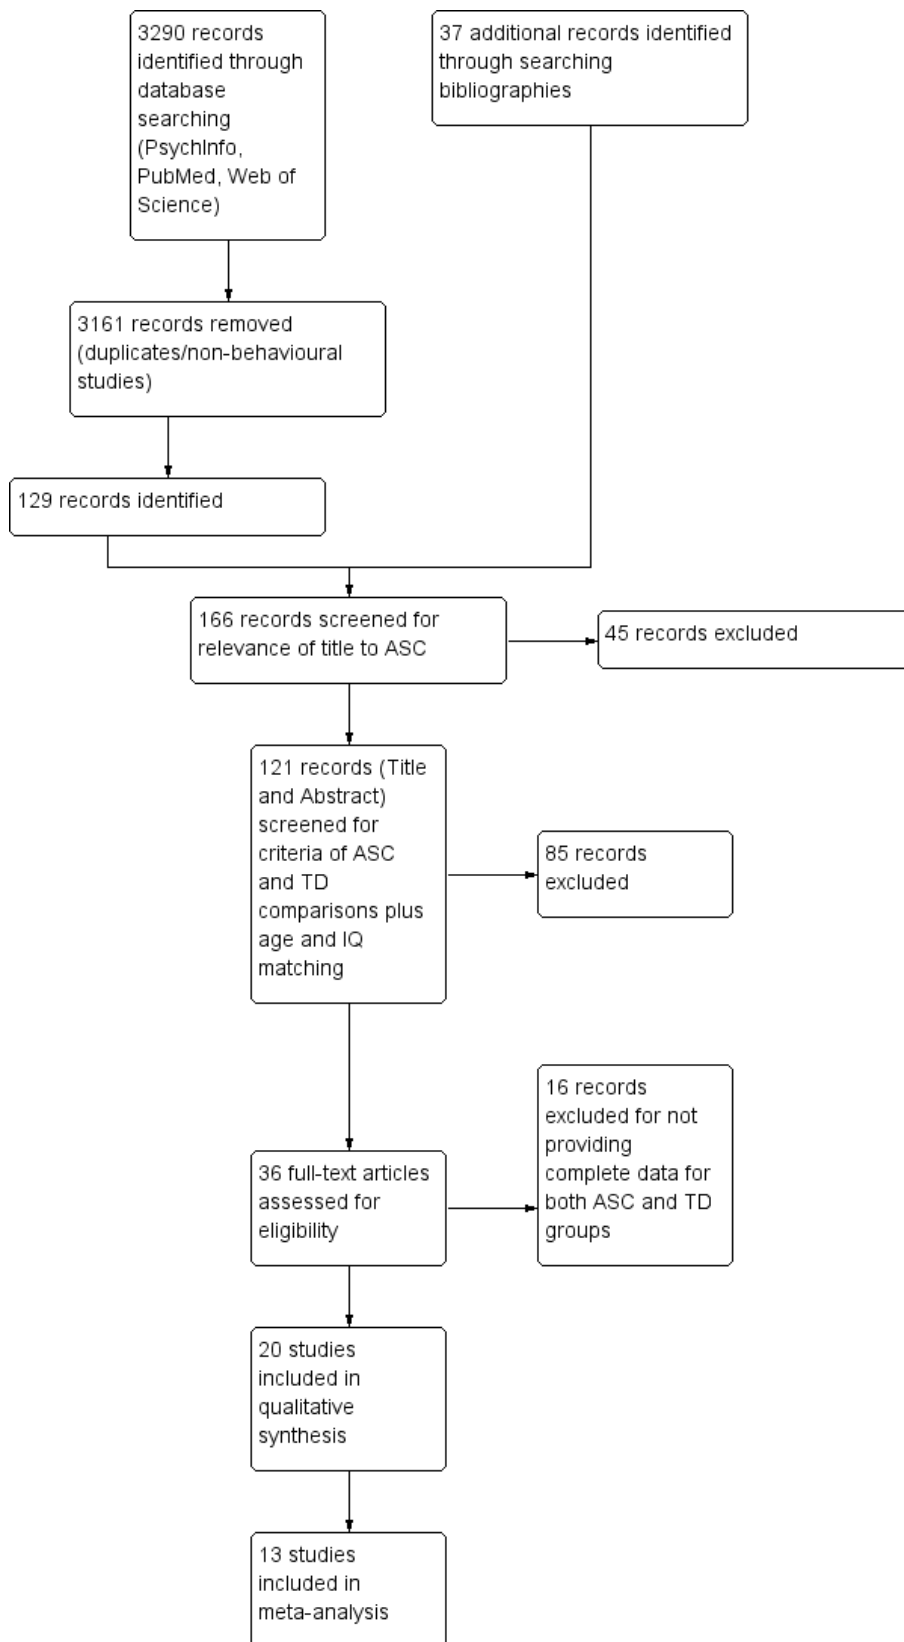 3290 records
identified through
database
searching
(PsychInfo,
PubMed, Web of
Science)
37 additional records identified
through searching
bibliographies
3161 records removed
(duplicates/non-behavioural
studies)
129 records identified
166 records screened for
relevance of title to ASC
45 records excluded
121 records (Title
and Abstract)
screened for
criteria of ASC
and TD
comparisons plus
age and IQ
matching
85 records
excluded
36 full-text articles
assessed for
eligibility
16 records
excluded for not
providing
complete data for
both ASC and TD
groups
20 studies
included in
qualitative
synthesis
13 studies
included in
meta-analysis